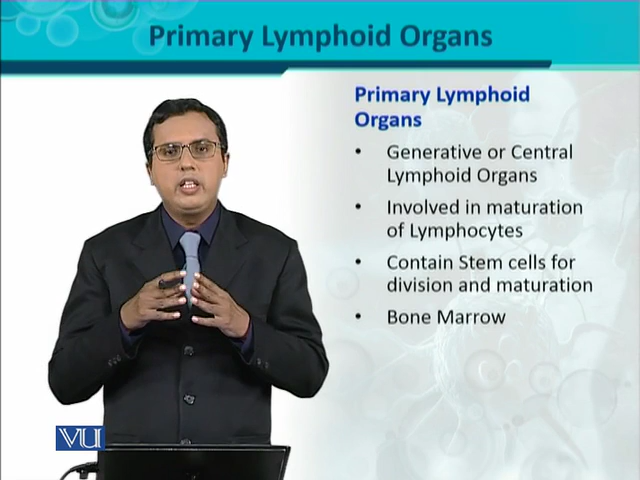 Primary Lymphoid Organs
Primary Lymphoid
Organs
• Generative or Central
Lymphoid Organs
• Involved in maturation
of Lymphocytes
• Contain Stem cells for
division and maturation
• Bone Marrow
VU